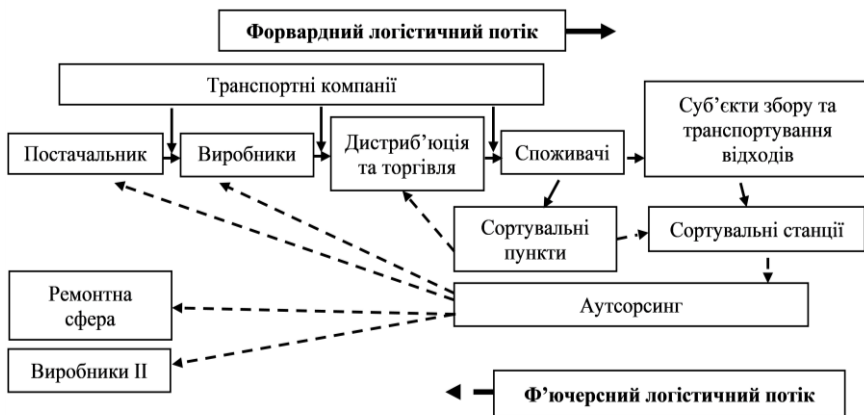 Форвардний логістичний потік
Транспортні компанії
Суб’єкти збору та
транспортування
відходів
Постачальник
Виробники
Дистриб’юція
та торгівля
Споживачі
Сортувальні
пункти
Сортувальні станції
Ремонтна
сфера
Аутсорсинг
Виробники ІІ
Ф’ючерсний логістичний потік